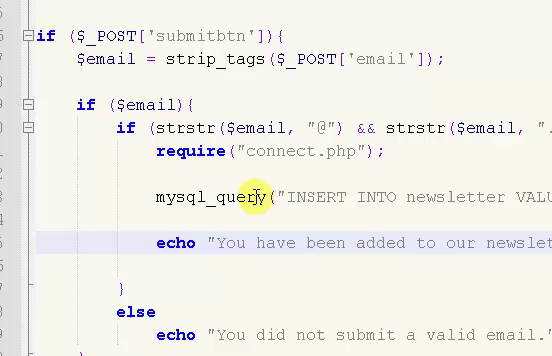 if ($_POST['submitbtn']){
$email = strip_tags($_POST['email']);
if ($email){
if (strstr($email, "@") && strstr($email, ".
require("connect.php");
mysql_query("INSERT INTO newsletter VALU
echo "You have been added to our newslet
}
else
echo "You did not submit a valid email."